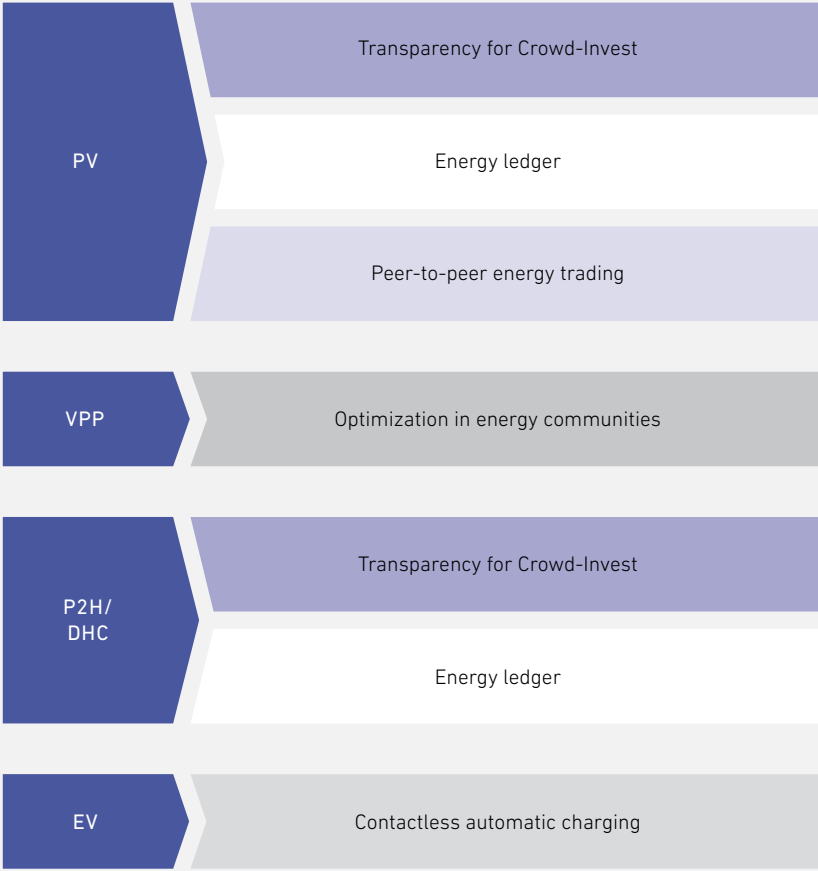 Transparency for Crowd-Invest
PV
Energy ledger
Peer-to-peer energy trading
VPP
Optimization in energy communities
Transparency for Crowd-Invest
P2H/
DHC
Energy ledger
EV
Contactless automatic charging